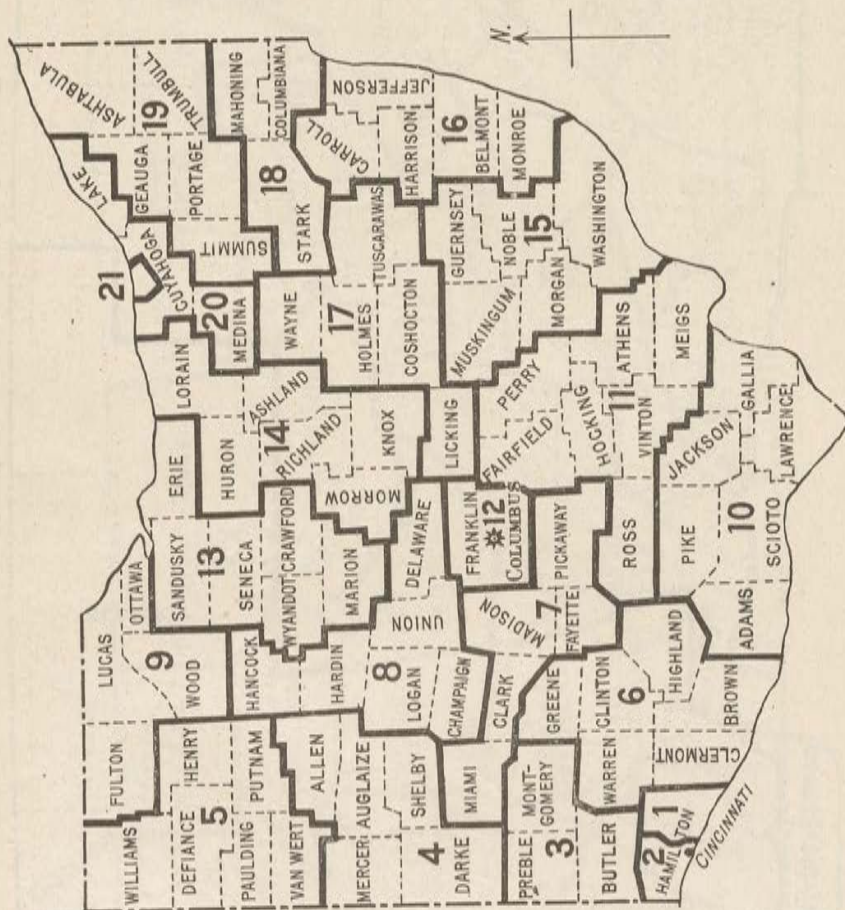 N.
WILLIAMS
FULTON
LUCAS
OTTAWA
9
WOOD
DEFIANCE
HENRY
5
PAULDING
PUTNAM
VAN WERT
HANCOCK
ALLEN
HARDIN
MERCER
AUGLAIZE
4
SHELBY
DARKE
MIAMI
8
LOGAN
UNION
CHAMPAIGN
CLARK
MADISON
7
FAYETTE
GREENE
PREBLE
MONT-
GOMERY
3
BUTLER
WARREN
CLINTON
6
HIGHLAND
BROWN
CLERMONT
1
2
HAMILTON
CINCINNATI
ERIE
SANDUSKY
13
SENECA
WYANDOT
CRAWFORD
MARION
LORAIN
HURON
ASHLAND
14
RICHLAND
MORROW
KNOX
DELAWARE
LICKING
FRANKLIN
12
COLUMBUS
PICKAWAY
ROSS
PIKE
JACKSON
10
SCIOTO
ADAMS
GALLIA
LAWRENCE
FAIRFIELD
PERRY
HOCKING
11
VINTON
ATHENS
MEIGS
21
CUYAHOGA
20
MEDINA
LAKE
ASHTABULA
GEAUGA
19
TRUMBULL
PORTAGE
SUMMIT
MAHONING
18
COLUMBIANA
STARK
WAYNE
17
HOLMES
TUSCARAWAS
COSHOCTON
CARROLL
JEFFERSON
HARRISON
16
BELMONT
MONROE
GUERNSEY
NOBLE
15
MUSKINGUM
MORGAN
WASHINGTON